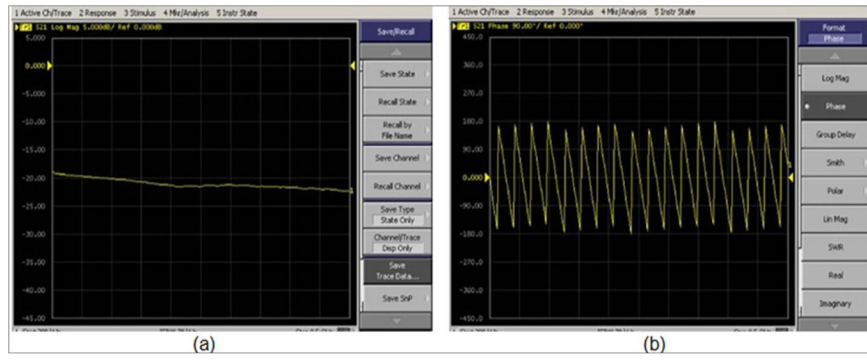 1 Active Ch/Trace 2 Response 3 Stimulus 4 Mkr/Analysis 5 Instr State
S21 Log Mag 5.000dB/ Ref 0.000dB
5.000
0.000
-5.000
-10.00
-15.00
-20.00
-25.00
-30.00
-35.00
-40.00
-45.00
Save/Recall
Save State
Recall State
Recall by
File Name
Save Channel
Recall Channel
Save Type
State Only
Channel/Trace
Disp Only
Save
Trace Data...
Save SnP
(a)
1 Active Ch/Trace 2 Response 3 Stimulus 4 Mkr/Analysis 5 Instr State
S21 Phase 90.00°/ Ref 0.000°
450.0
360.0
270.0
180.0
90.00
0.000
-90.00
-180.0
-270.0
-360.0
-450.0
Format
Phase
Log Mag
Phase
Group Delay
Smith
Polar
Lin Mag
SWR
Real
Imaginary
(b)